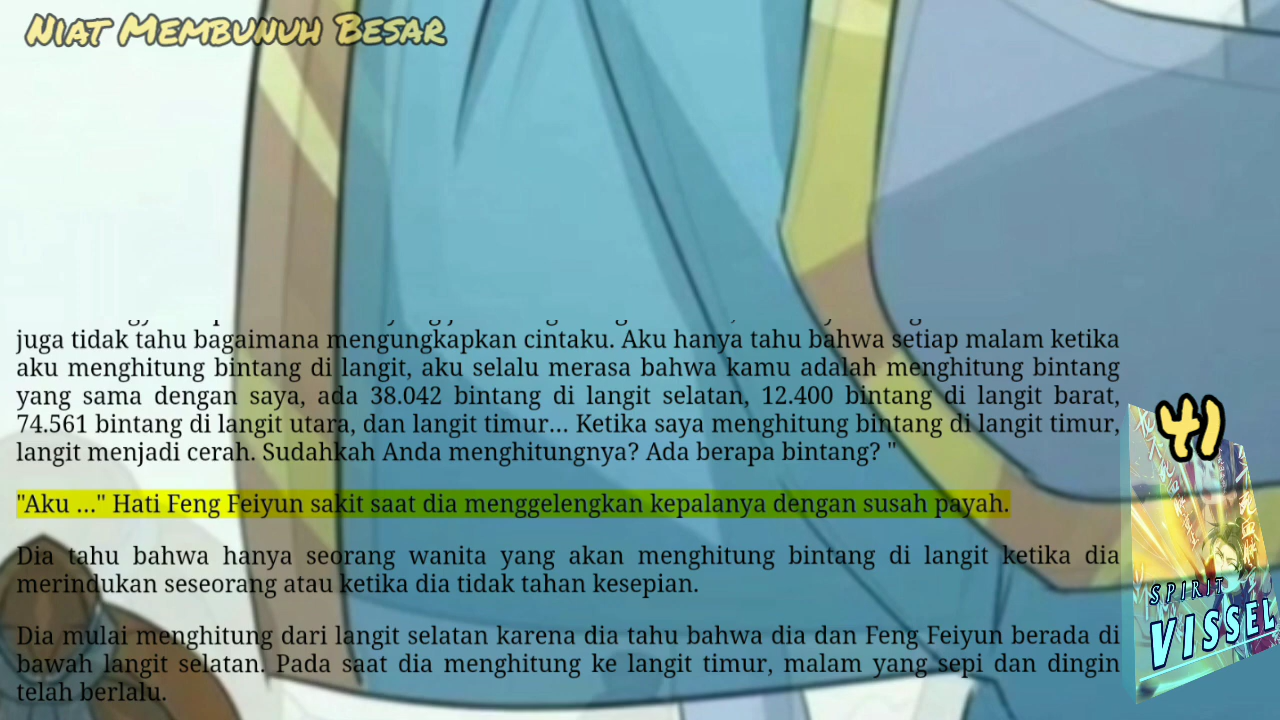 Niat Membunuh Besar
juga tidak tahu bagaimana mengungkapkan cintaku. Aku hanya tahu bahwa setiap malam ketika
aku menghitung bintang di langit, aku selalu merasa bahwa kamu adalah menghitung bintang
yang sama dengan saya, ada 38.042 bintang di langit selatan, 12.400 bintang di langit barat,
74.561 bintang di langit utara, dan langit timur... Ketika saya menghitung bintang di langit timur,
langit menjadi cerah. Sudahkah Anda menghitungnya? Ada berapa bintang? "
"Aku ..." Hati Feng Feiyun sakit saat dia menggelengkan kepalanya dengan susah payah.
Dia tahu bahwa hanya seorang wanita yang akan menghitung bintang di langit ketika dia
merindukan seseorang atau ketika dia tidak tahan kesepian.
Dia mulai menghitung dari langit selatan karena dia tahu bahwa dia dan Feng Feiyun berada di
bawah langit selatan. Pada saat dia menghitung ke langit timur, malam yang sepi dan dingin
telah berlalu.
41
SPIRIT
VISSEL